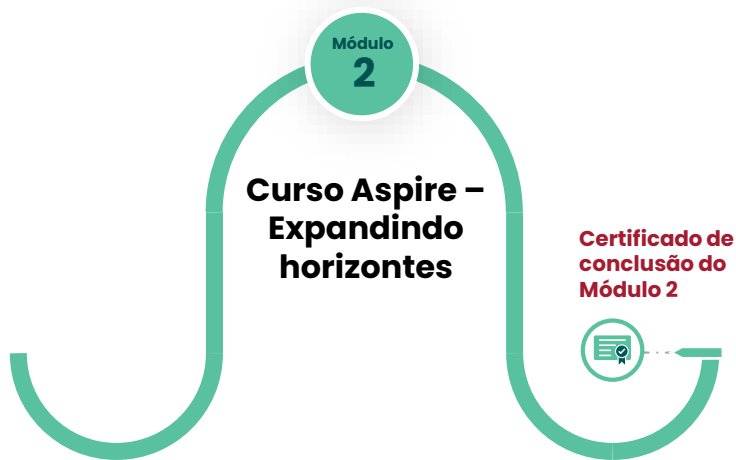 Módulo
2
Curso Aspire –
Expandindo
horizontes
Certificado de
conclusão do
Módulo 2